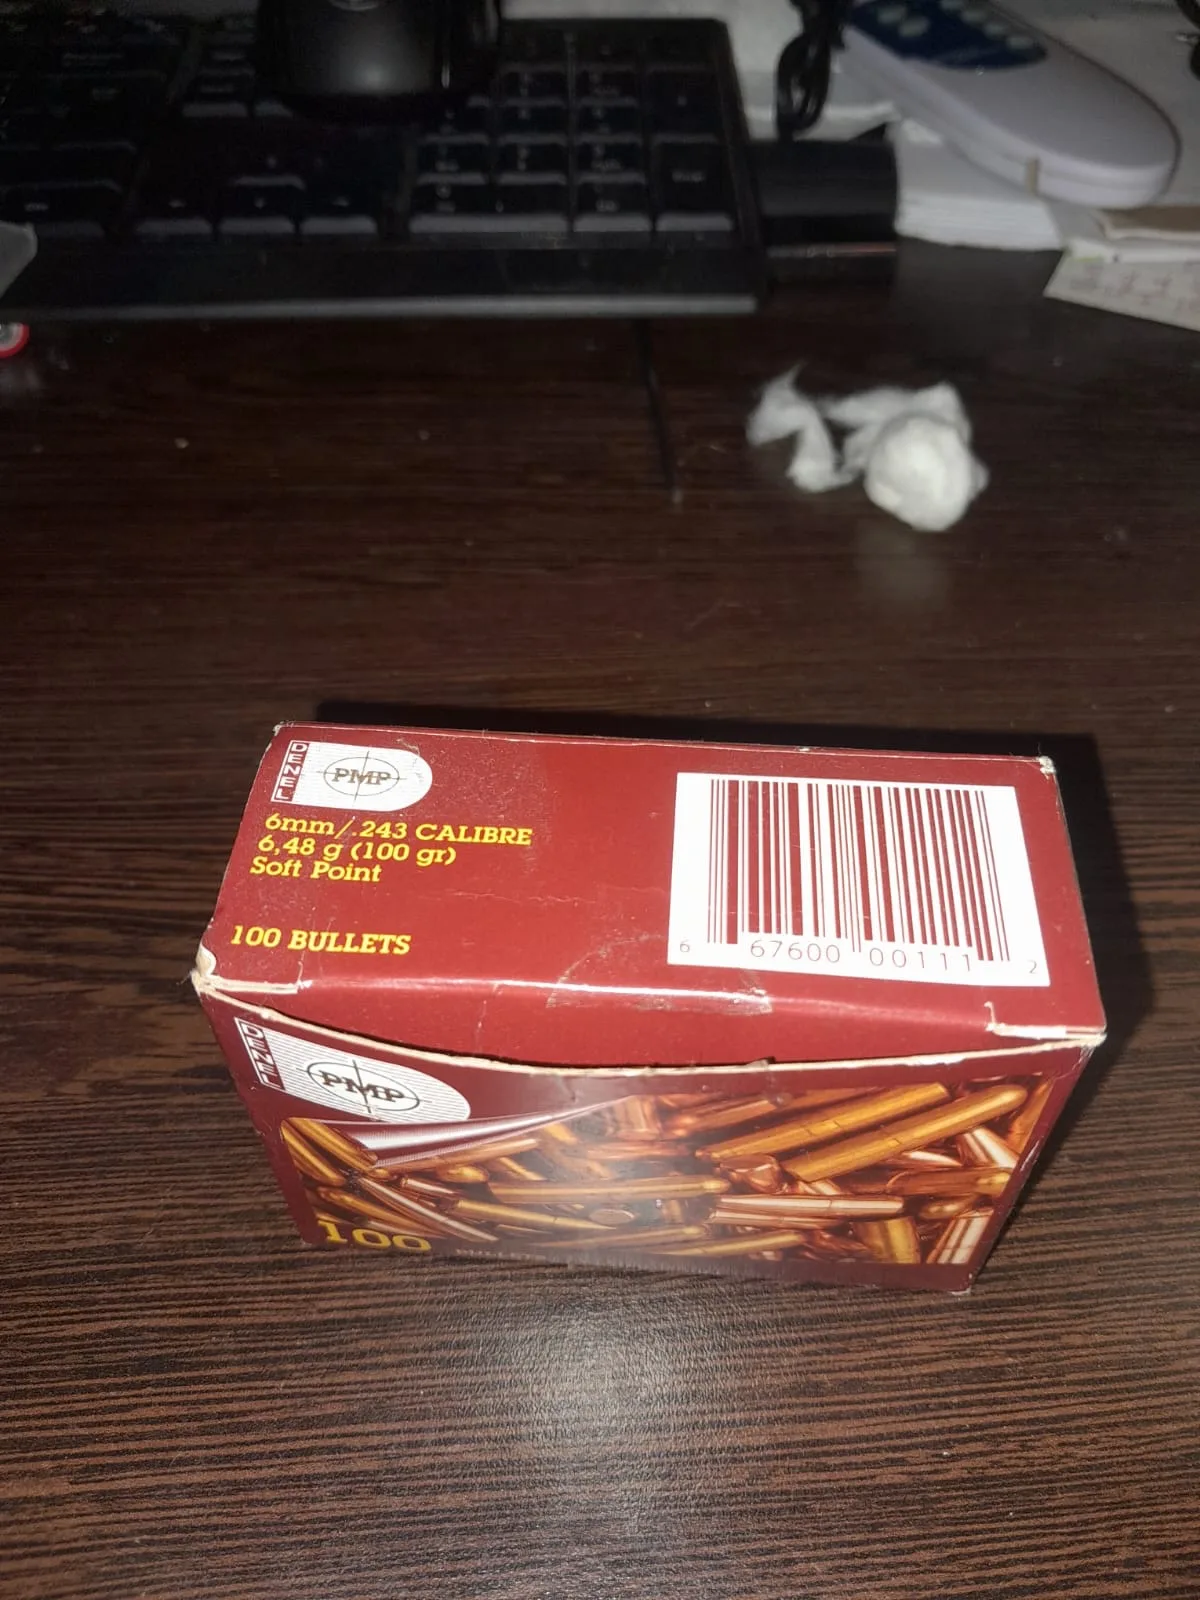 DENEL
PMP
6mm/.243 CALIBRE
6,48 g (100 gr)
Soft Point
100 BULLETS
6 67600 00111 2
DENEL
PMP
100 BULLETS